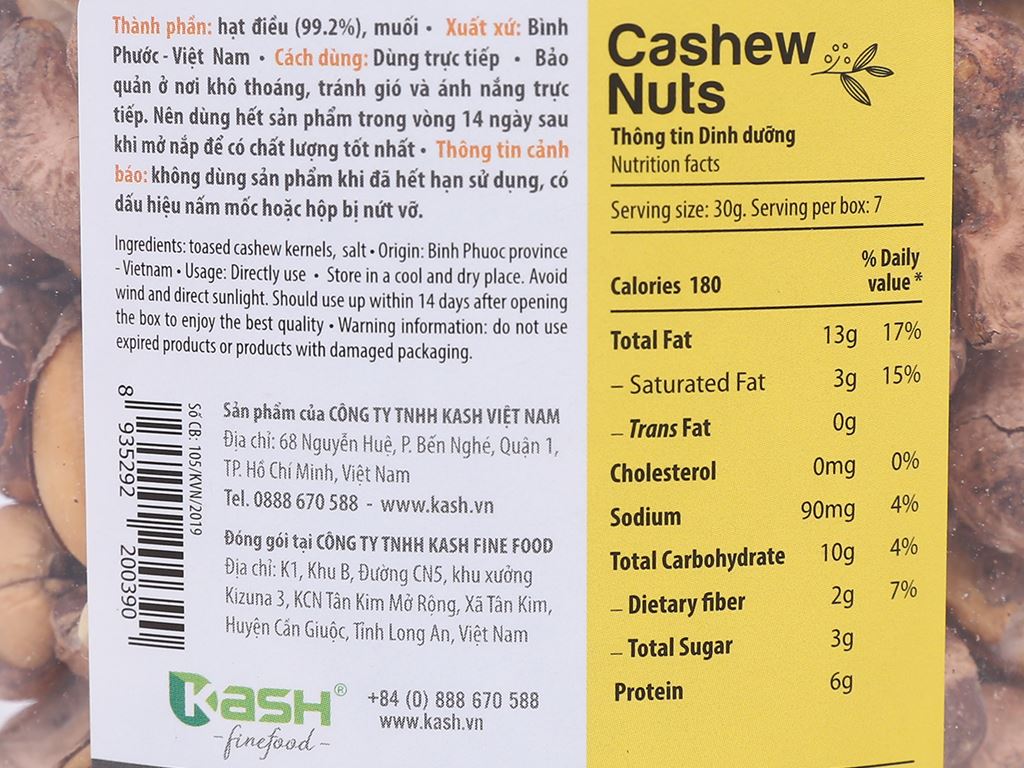 Thành phần: hạt điều (99.2%), muối • Xuất xứ: Bình
Phước - Việt Nam • Cách dùng: Dùng trực tiếp • Bảo
quản ở nơi khô thoáng, tránh gió và ánh nắng trực
tiếp. Nên dùng hết sản phẩm trong vòng 14 ngày sau
khi mở nắp để có chất lượng tốt nhất • Thông tin cảnh
báo: không dùng sản phẩm khi đã hết hạn sử dụng, có
dấu hiệu nấm mốc hoặc hộp bị nứt vỡ.
Ingredients: toased cashew kernels, salt • Origin: Binh Phuoc province
- Vietnam • Usage: Directly use • Store in a cool and dry place. Avoid
wind and direct sunlight. Should use up within 14 days after opening
the box to enjoy the best quality • Warning information: do not use
expired products or products with damaged packaging.
8 935292 200390
Số CB: 105/KVN/2019
Sản phẩm của CÔNG TY TNHH KASH VIỆT NAM
Địa chỉ: 68 Nguyễn Huệ, P. Bến Nghé, Quận 1,
TP. Hồ Chí Minh, Việt Nam
Tel. 0888 670 588 - www.kash.vn
Đóng gói tại CÔNG TY TNHH KASH FINE FOOD
Địa chỉ: K1, Khu B, Đường CN5, khu xưởng
Kizuna 3, KCN Tân Kim Mở Rộng, Xã Tân Kim,
Huyện Cần Giuộc, Tỉnh Long An, Việt Nam
KASH®
- finefood -
+84 (0) 888 670 588
www.kash.vn
Cashew
Nuts
Thông tin Dinh dưỡng
Nutrition facts
Serving size: 30g. Serving per box: 7
% Daily
Calories 180 value *
Total Fat 13g 17%
– Saturated Fat 3g 15%
– Trans Fat 0g
Cholesterol 0mg 0%
Sodium 90mg 4%
Total Carbohydrate 10g 4%
– Dietary fiber 2g 7%
– Total Sugar 3g
Protein 6g